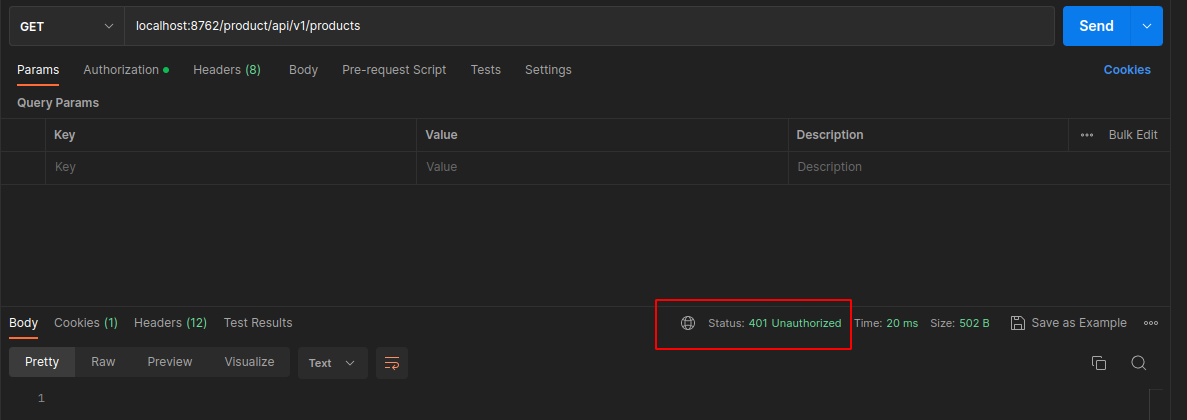 GET localhost:8762/product/api/v1/products Send
Params Authorization Headers (8) Body Pre-request Script Tests Settings Cookies
Query Params
Key Value Description Bulk Edit
Key Value Description
Body Cookies (1) Headers (12) Test Results Status: 401 Unauthorized Time: 20 ms Size: 502 B Save as Example
Pretty Raw Preview Visualize Text
1